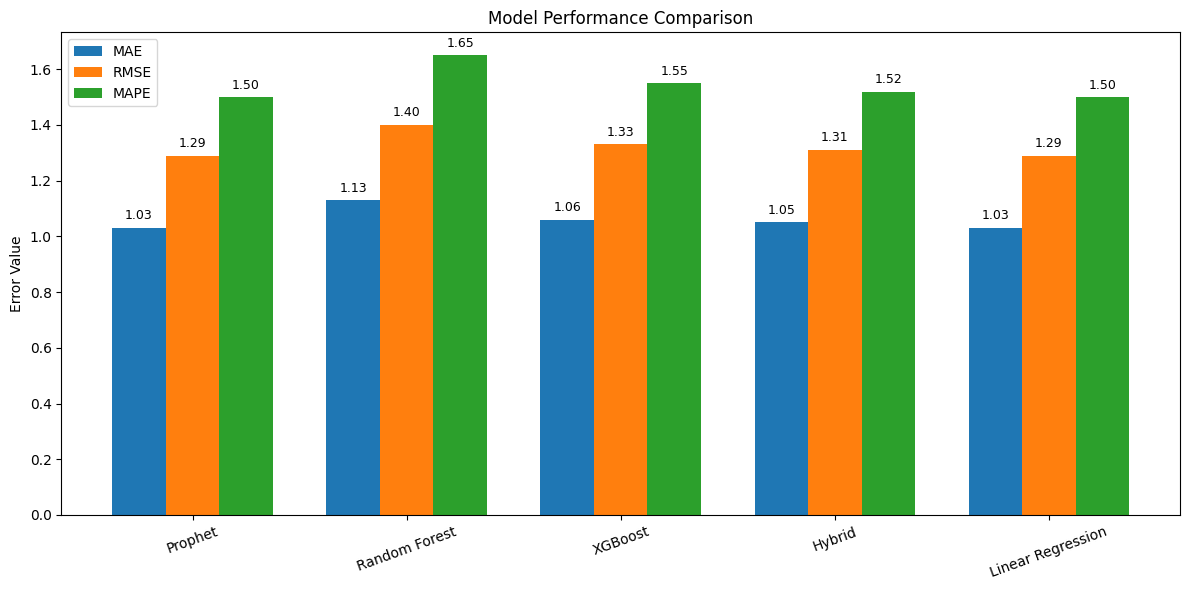 Model Performance Comparison
MAE
RMSE
MAPE
Error Value
1.6
1.4
1.2
1.0
0.8
0.6
0.4
0.2
0.0
1.03
1.29
1.50
1.13
1.40
1.65
1.06
1.33
1.55
1.05
1.31
1.52
1.03
1.29
1.50
Prophet
Random Forest
XGBoost
Hybrid
Linear Regression